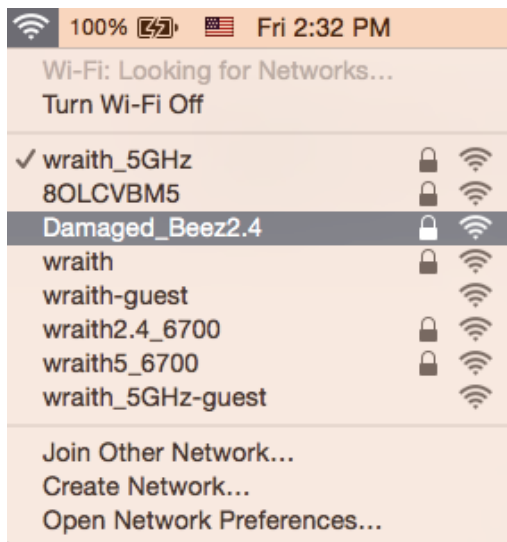 100% Fri 2:32 PM
Wi-Fi: Looking for Networks...
Turn Wi-Fi Off
wraith_5GHz
8OLCVBM5
Damaged_Beez2.4
wraith
wraith-guest
wraith2.4_6700
wraith5_6700
wraith_5GHz-guest
Join Other Network...
Create Network...
Open Network Preferences...